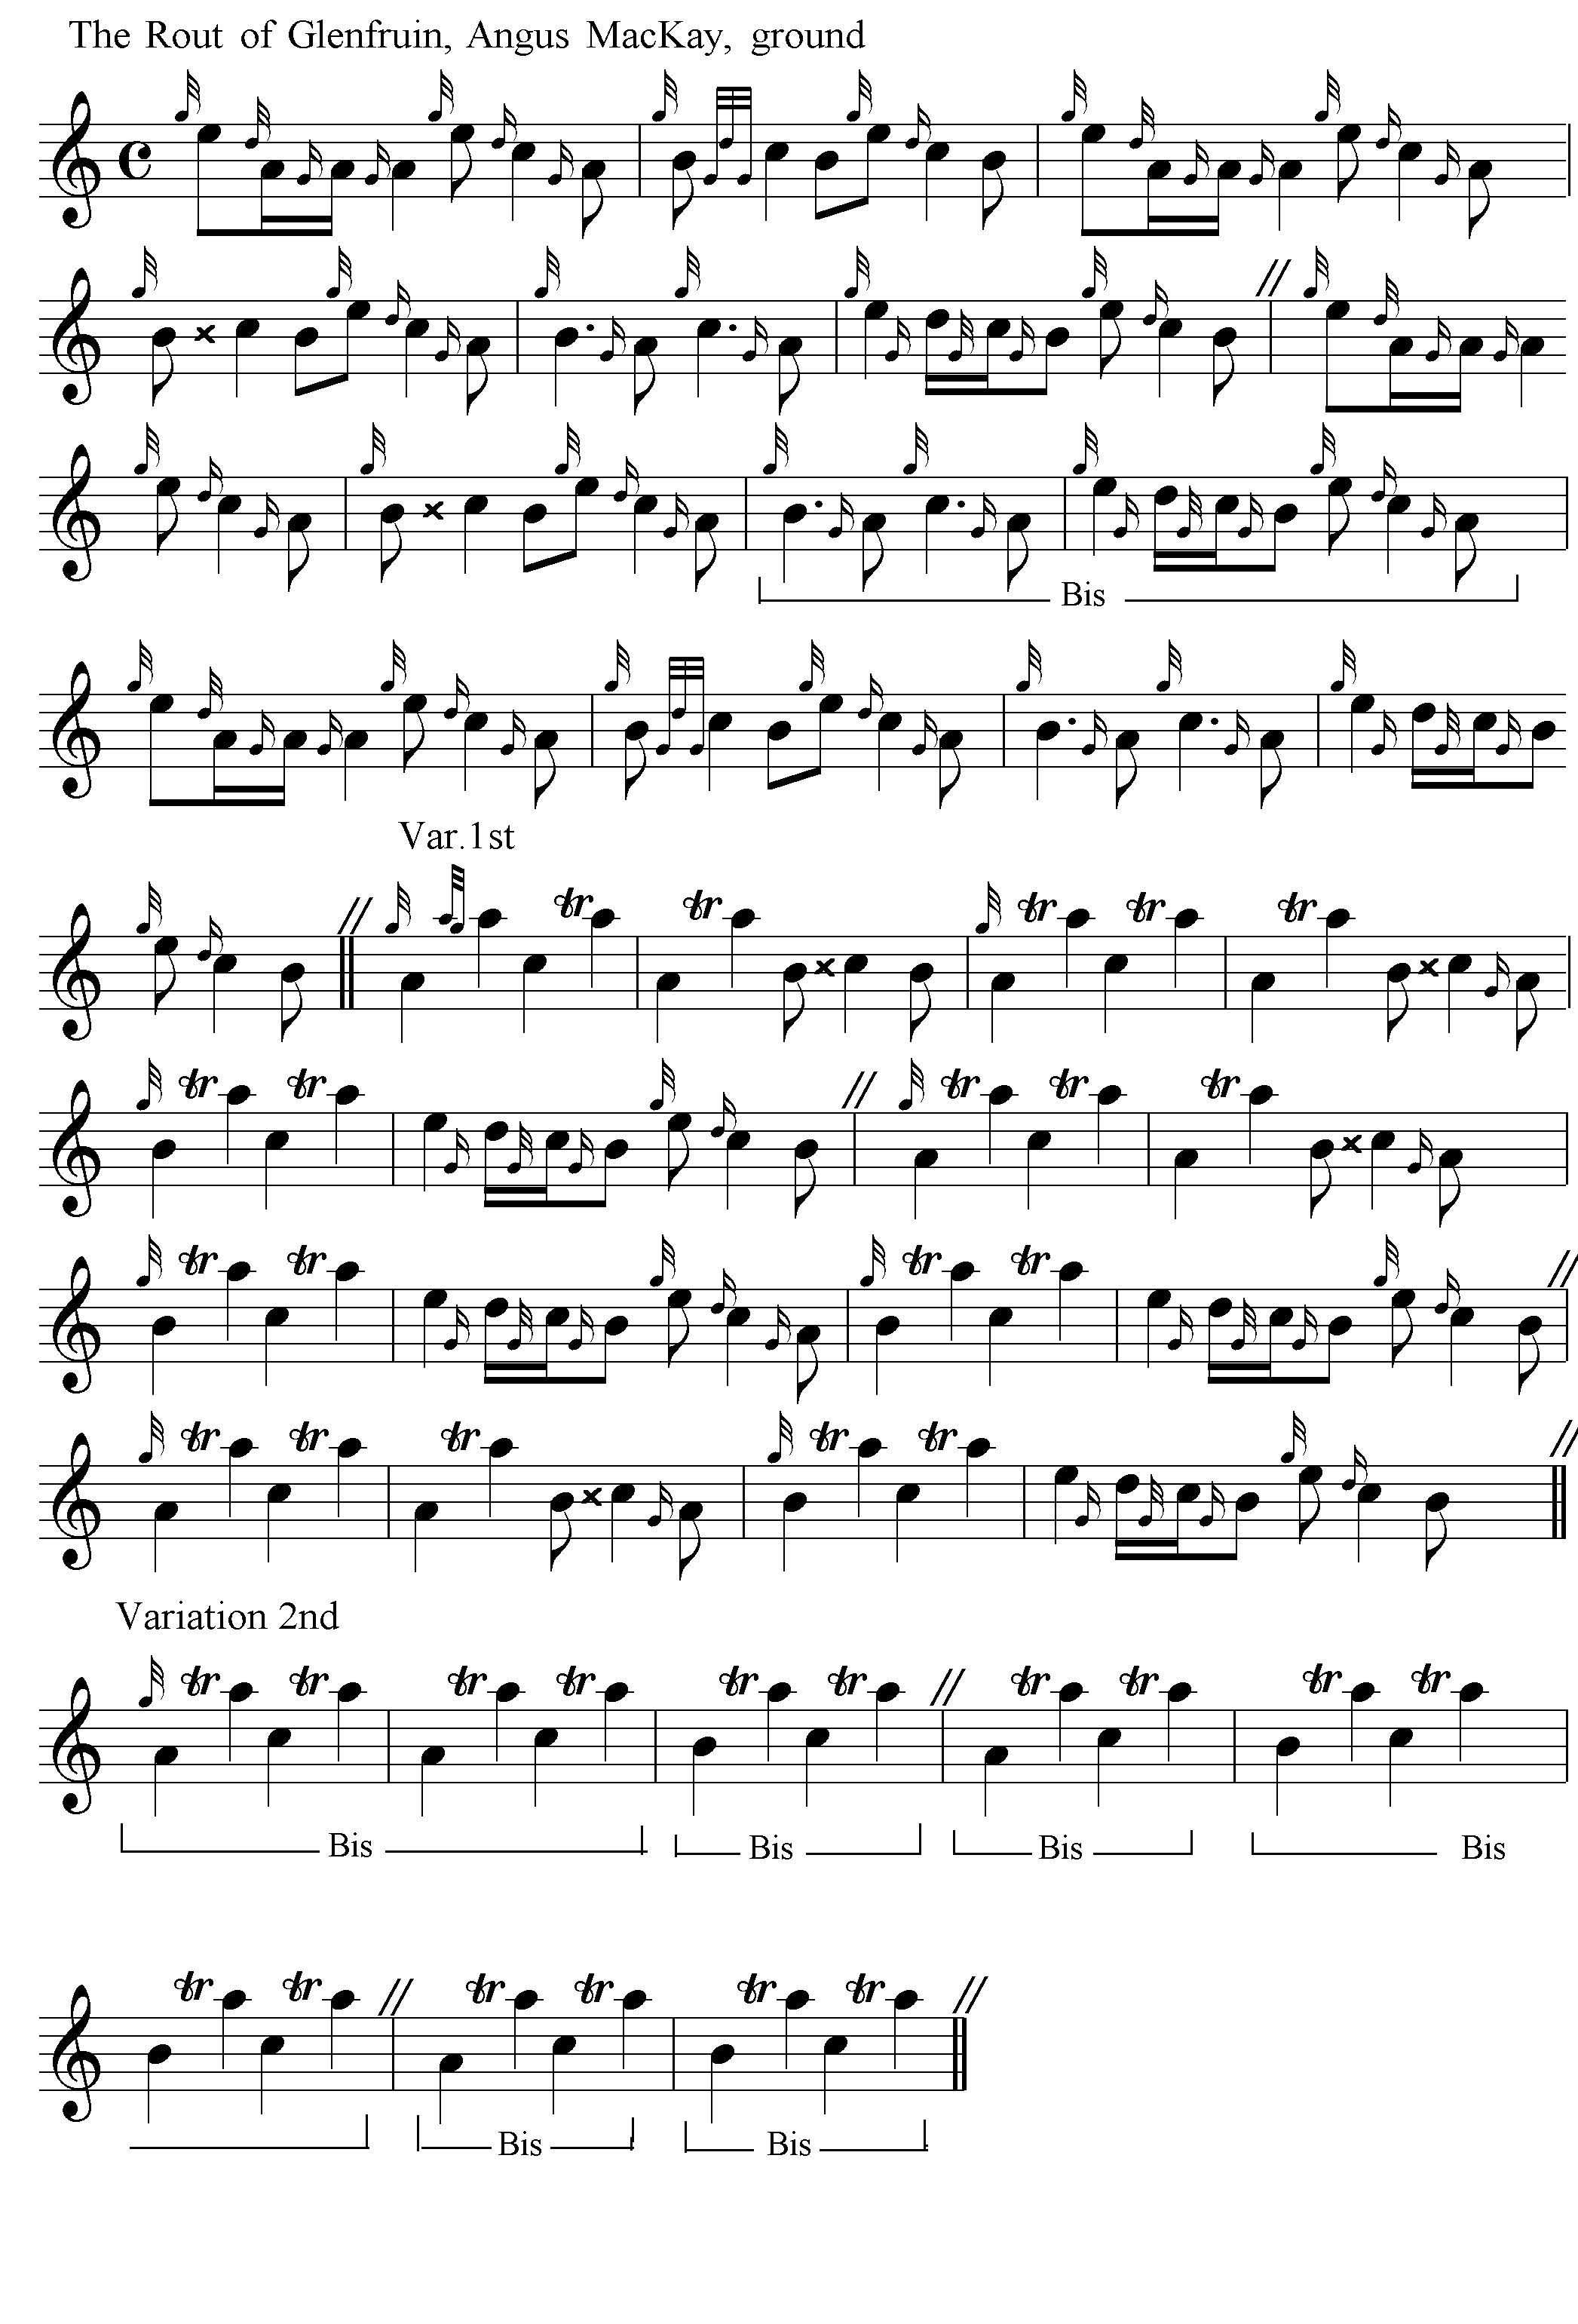 The Rout of Glenfruin, Angus MacKay, ground
Bis
Var.1st
Variation 2nd
Bis Bis Bis Bis
Bis Bis